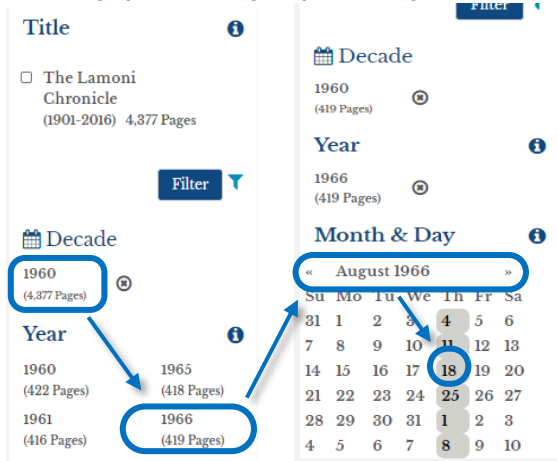 Title
The Lamoni
Chronicle
(1901-2016) 4,377 Pages
Filter
Decade
1960
(4,377 Pages)
Year
1960 1965
(422 Pages) (418 Pages)
1961 1966
(416 Pages) (419 Pages)
Filter
Decade
1960
(419 Pages)
Year
1966
(419 Pages)
Month & Day
« August 1966 »
Su Mo Tu We Th Fr Sa
31 1 2 3 4 5 6
7 8 9 10 11 12 13
14 15 16 17 18 19 20
21 22 23 24 25 26 27
28 29 30 31 1 2 3
4 5 6 7 8 9 10